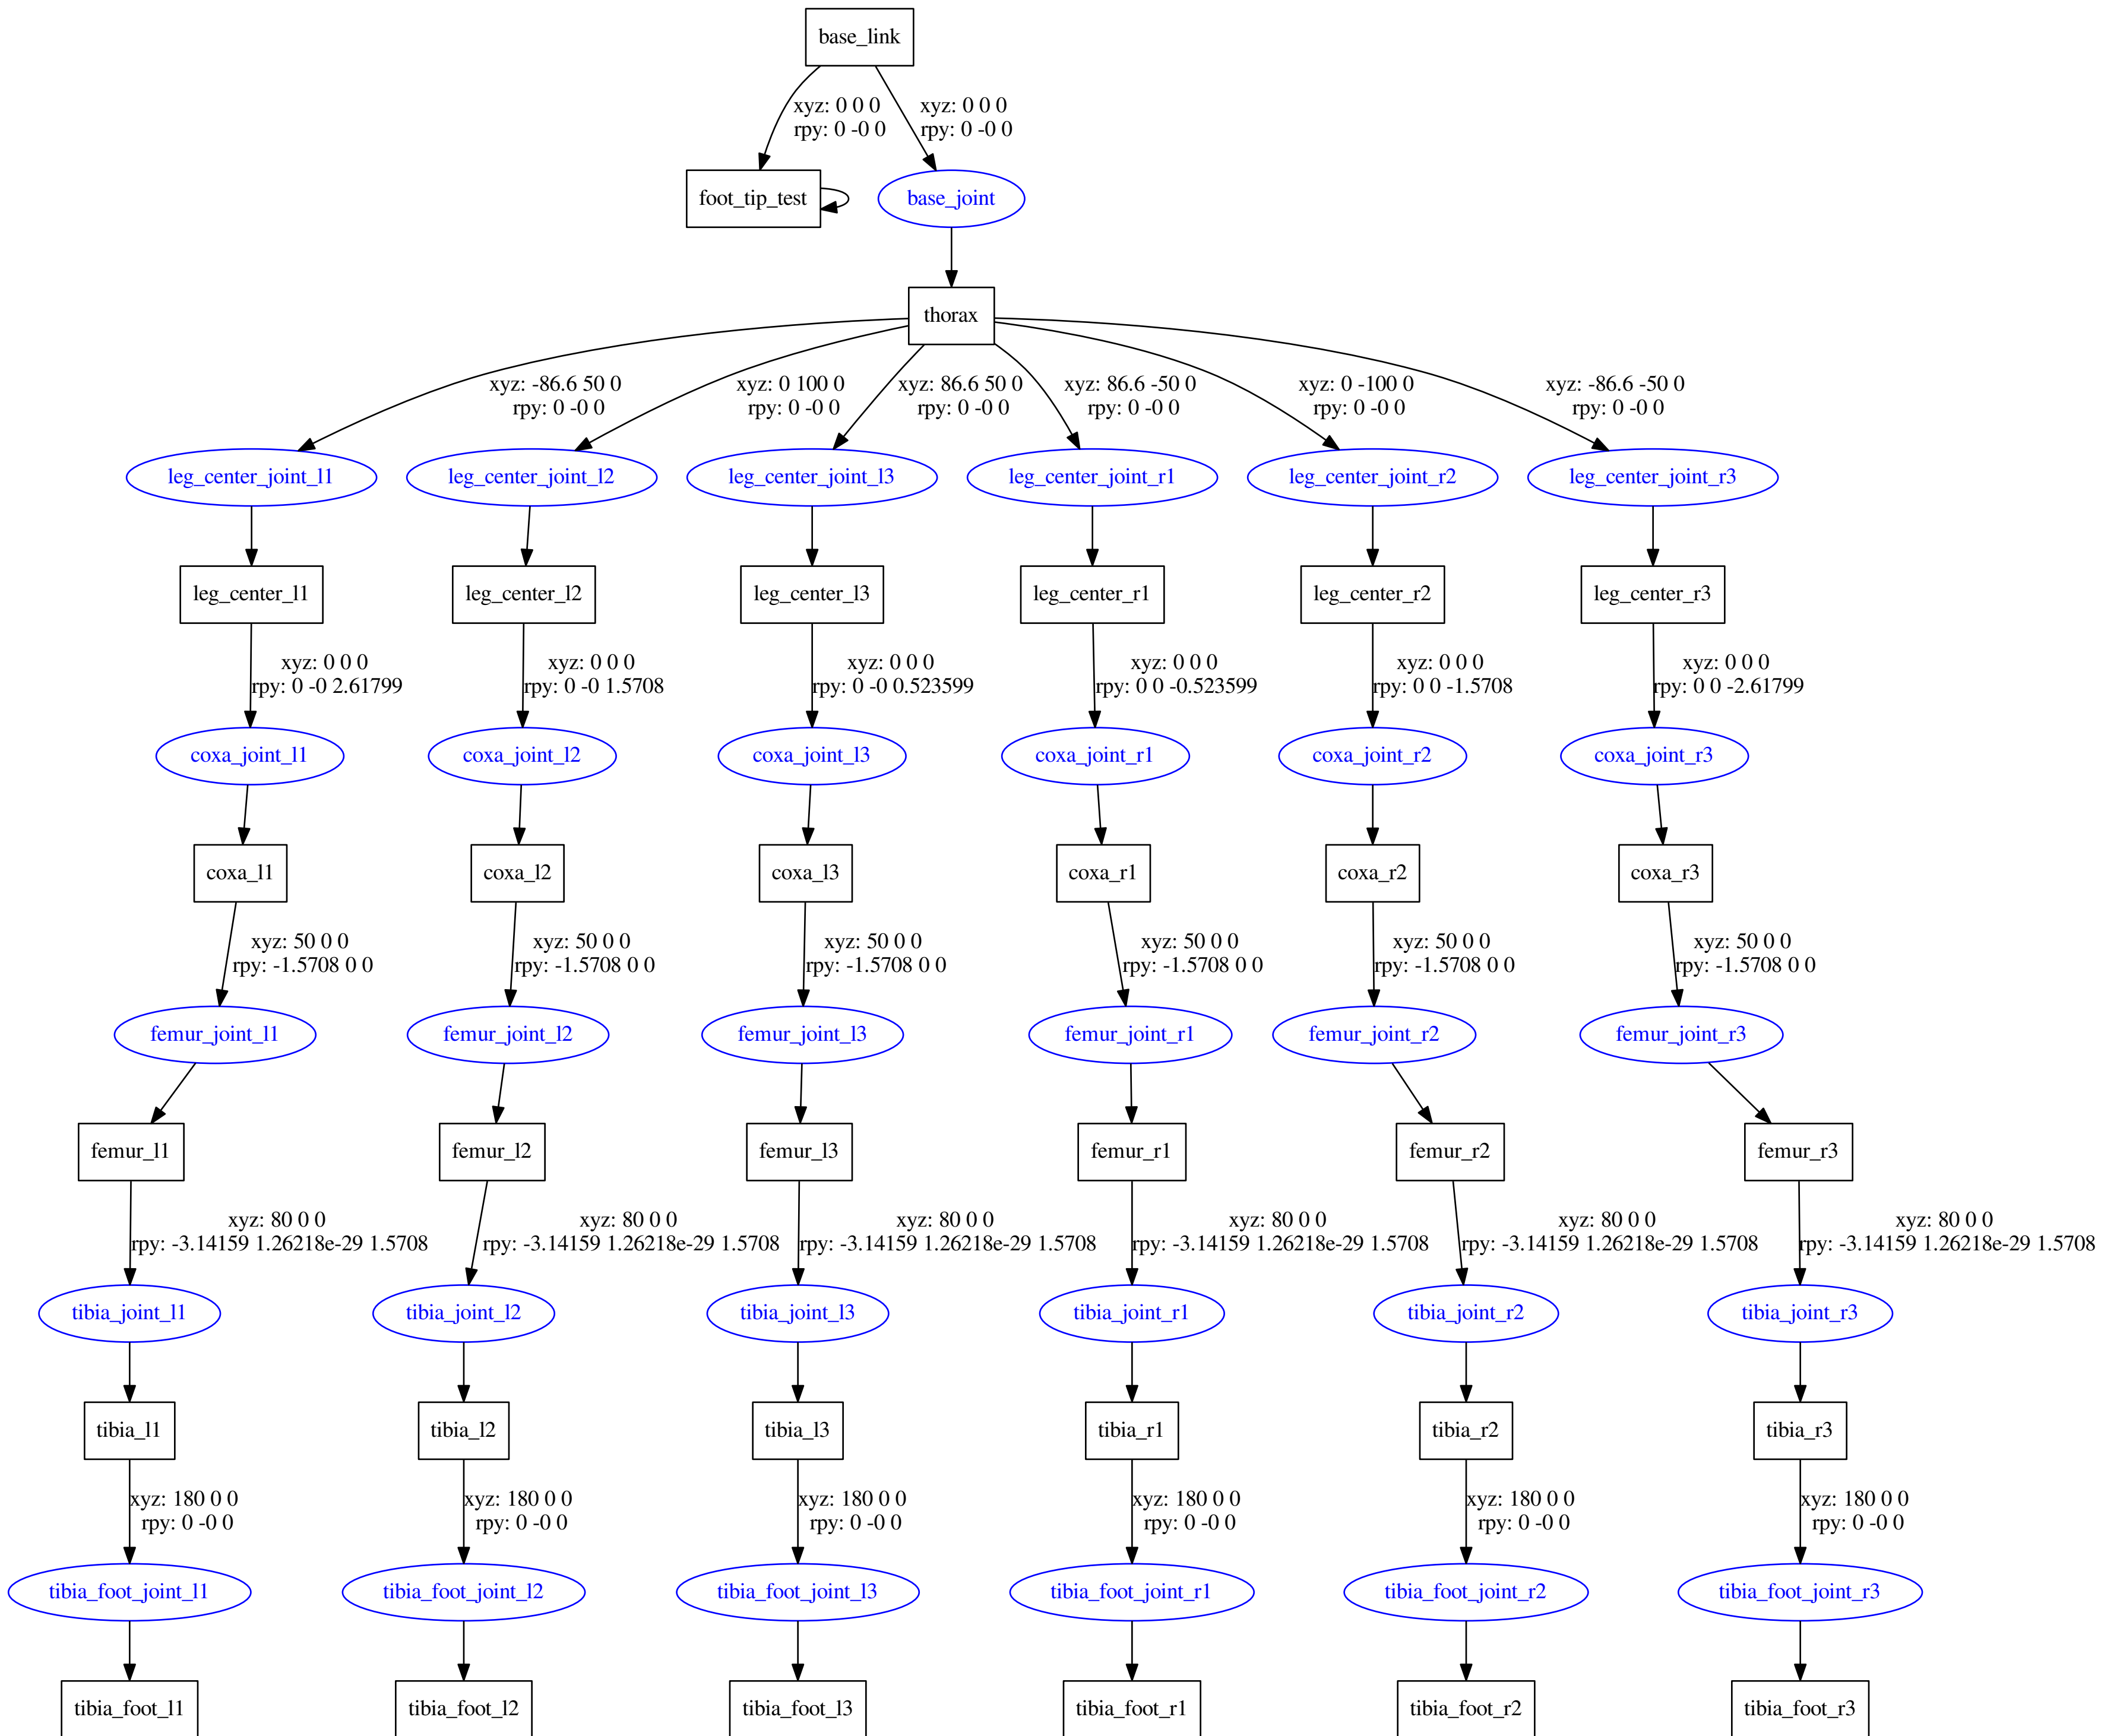 base_link
xyz: 0 0 0
rpy: 0 -0 0
xyz: 0 0 0
rpy: 0 -0 0
foot_tip_test
base_joint
thorax
xyz: -86.6 50 0
rpy: 0 -0 0
xyz: 0 100 0
rpy: 0 -0 0
xyz: 86.6 50 0
rpy: 0 -0 0
xyz: 86.6 -50 0
rpy: 0 -0 0
xyz: 0 -100 0
rpy: 0 -0 0
xyz: -86.6 -50 0
rpy: 0 -0 0
leg_center_joint_l1
leg_center_joint_l2
leg_center_joint_l3
leg_center_joint_r1
leg_center_joint_r2
leg_center_joint_r3
leg_center_l1
leg_center_l2
leg_center_l3
leg_center_r1
leg_center_r2
leg_center_r3
xyz: 0 0 0
rpy: 0 -0 2.61799
xyz: 0 0 0
rpy: 0 -0 1.5708
xyz: 0 0 0
rpy: 0 -0 0.523599
xyz: 0 0 0
rpy: 0 0 -0.523599
xyz: 0 0 0
rpy: 0 0 -1.5708
xyz: 0 0 0
rpy: 0 0 -2.61799
coxa_joint_l1
coxa_joint_l2
coxa_joint_l3
coxa_joint_r1
coxa_joint_r2
coxa_joint_r3
coxa_l1
coxa_l2
coxa_l3
coxa_r1
coxa_r2
coxa_r3
xyz: 50 0 0
rpy: -1.5708 0 0
xyz: 50 0 0
rpy: -1.5708 0 0
xyz: 50 0 0
rpy: -1.5708 0 0
xyz: 50 0 0
rpy: -1.5708 0 0
xyz: 50 0 0
rpy: -1.5708 0 0
xyz: 50 0 0
rpy: -1.5708 0 0
femur_joint_l1
femur_joint_l2
femur_joint_l3
femur_joint_r1
femur_joint_r2
femur_joint_r3
femur_l1
femur_l2
femur_l3
femur_r1
femur_r2
femur_r3
xyz: 80 0 0
rpy: -3.14159 1.26218e-29 1.5708
xyz: 80 0 0
rpy: -3.14159 1.26218e-29 1.5708
xyz: 80 0 0
rpy: -3.14159 1.26218e-29 1.5708
xyz: 80 0 0
rpy: -3.14159 1.26218e-29 1.5708
xyz: 80 0 0
rpy: -3.14159 1.26218e-29 1.5708
xyz: 80 0 0
rpy: -3.14159 1.26218e-29 1.5708
tibia_joint_l1
tibia_joint_l2
tibia_joint_l3
tibia_joint_r1
tibia_joint_r2
tibia_joint_r3
tibia_l1
tibia_l2
tibia_l3
tibia_r1
tibia_r2
tibia_r3
xyz: 180 0 0
rpy: 0 -0 0
xyz: 180 0 0
rpy: 0 -0 0
xyz: 180 0 0
rpy: 0 -0 0
xyz: 180 0 0
rpy: 0 -0 0
xyz: 180 0 0
rpy: 0 -0 0
xyz: 180 0 0
rpy: 0 -0 0
tibia_foot_joint_l1
tibia_foot_joint_l2
tibia_foot_joint_l3
tibia_foot_joint_r1
tibia_foot_joint_r2
tibia_foot_joint_r3
tibia_foot_l1
tibia_foot_l2
tibia_foot_l3
tibia_foot_r1
tibia_foot_r2
tibia_foot_r3